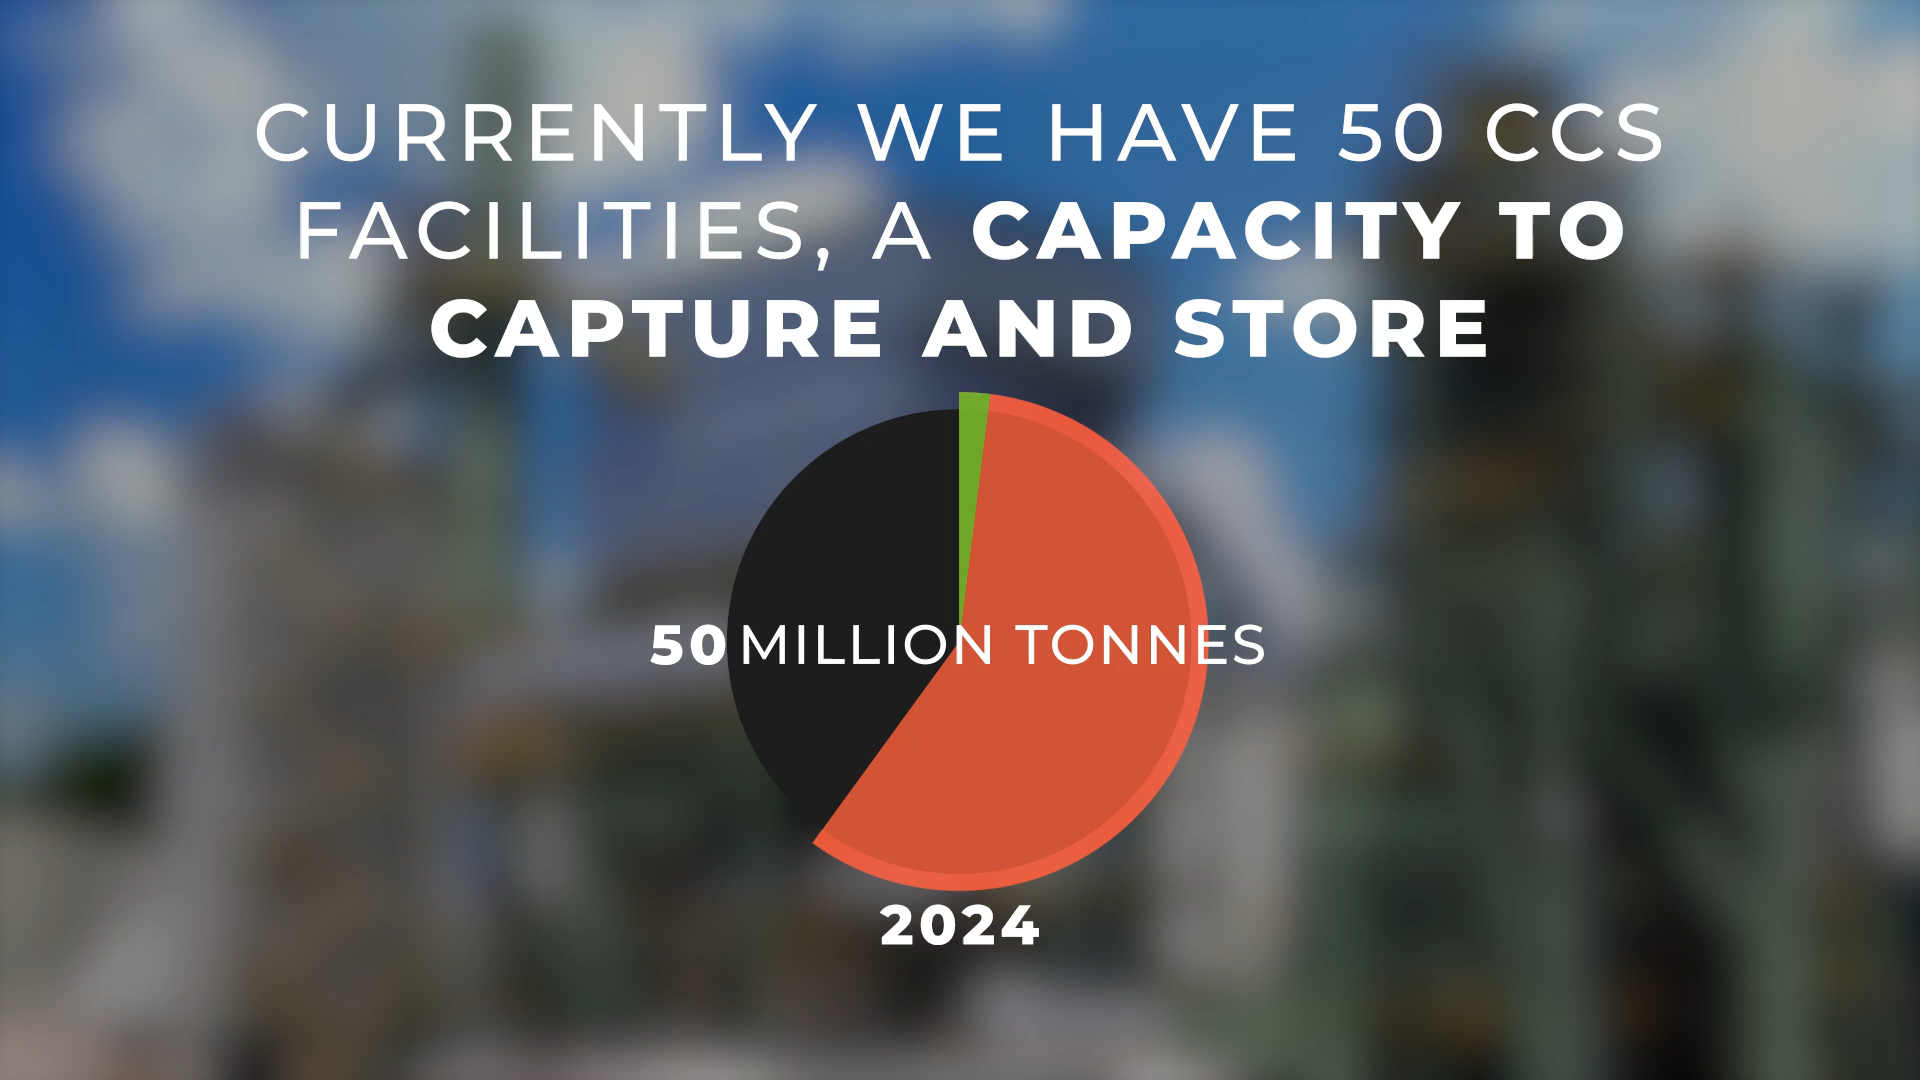 CURRENTLY WE HAVE 50 CCS
FACILITIES, A CAPACITY TO
CAPTURE AND STORE
50 MILLION TONNES
2024